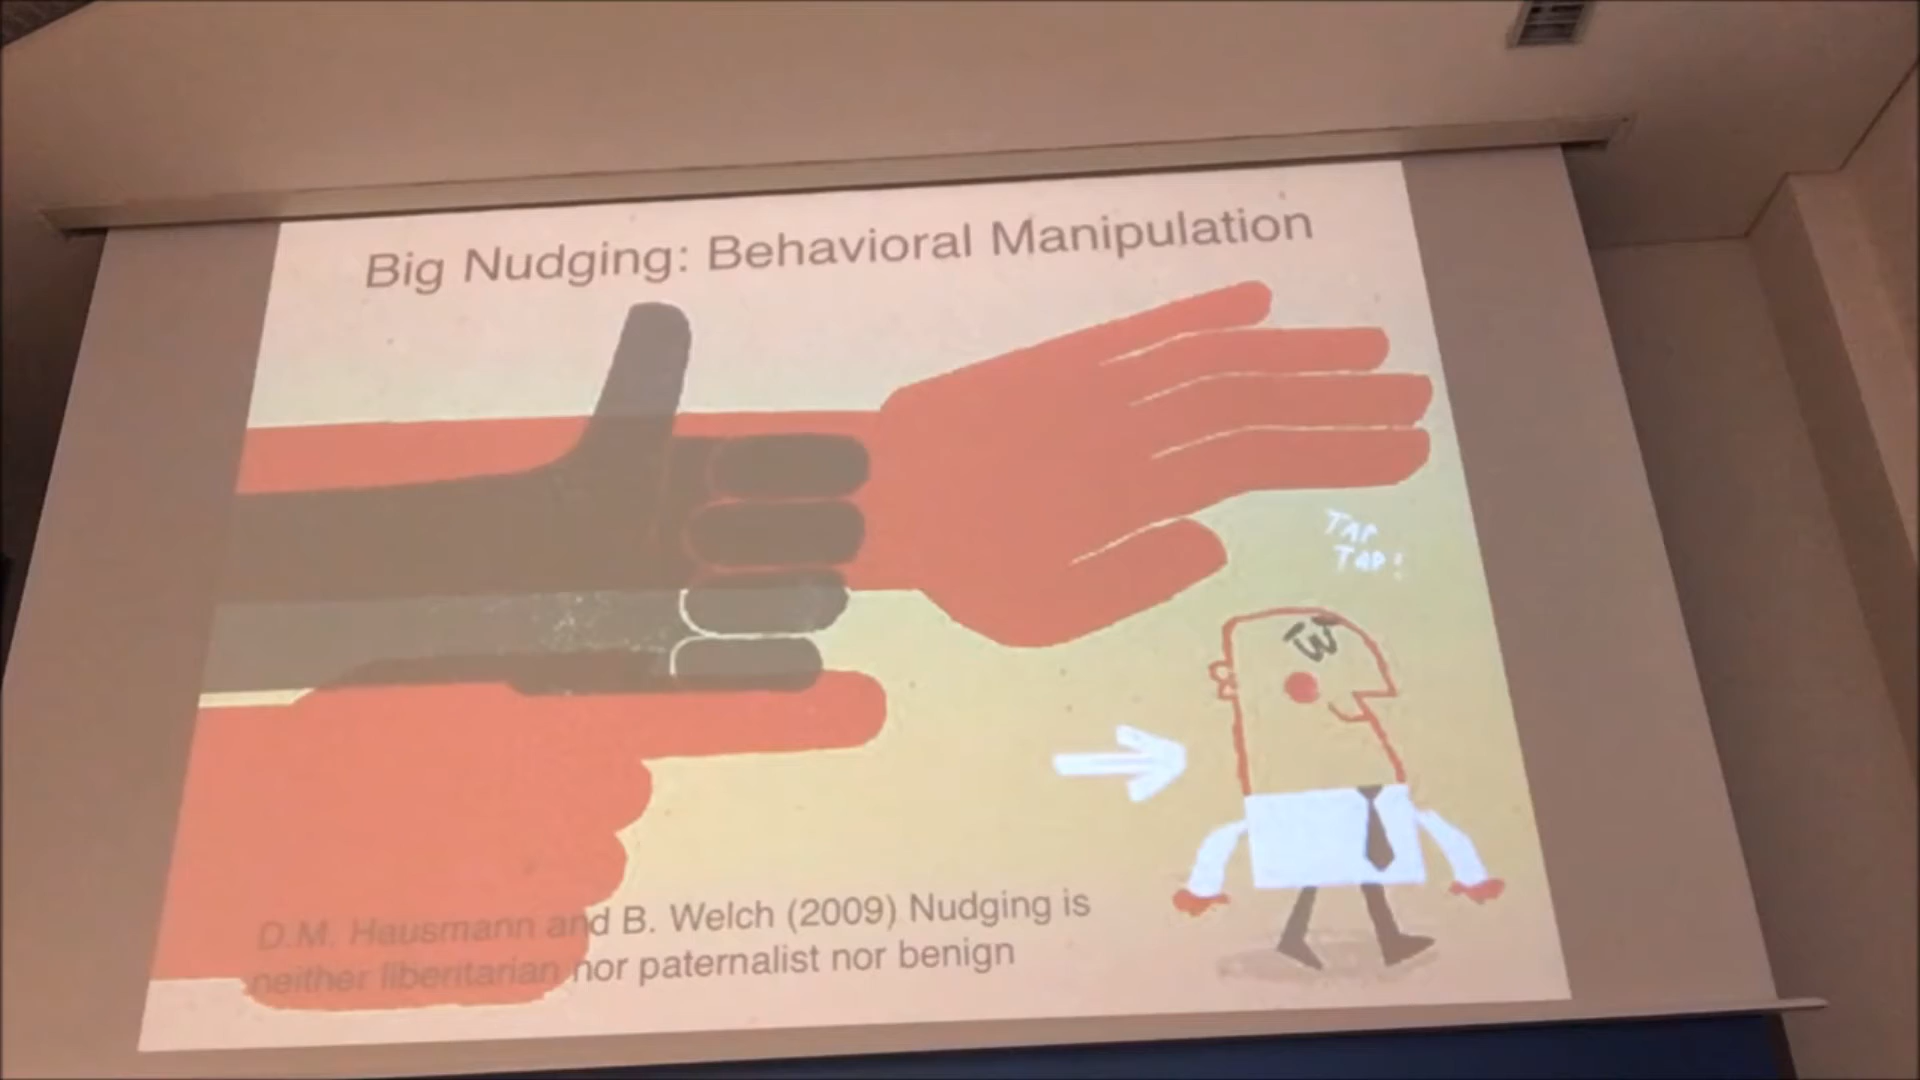 Big Nudging: Behavioral Manipulation
TAP
TAP!
D.M. Hausmann and B. Welch (2009) Nudging is
neither liberitarian nor paternalist nor benign